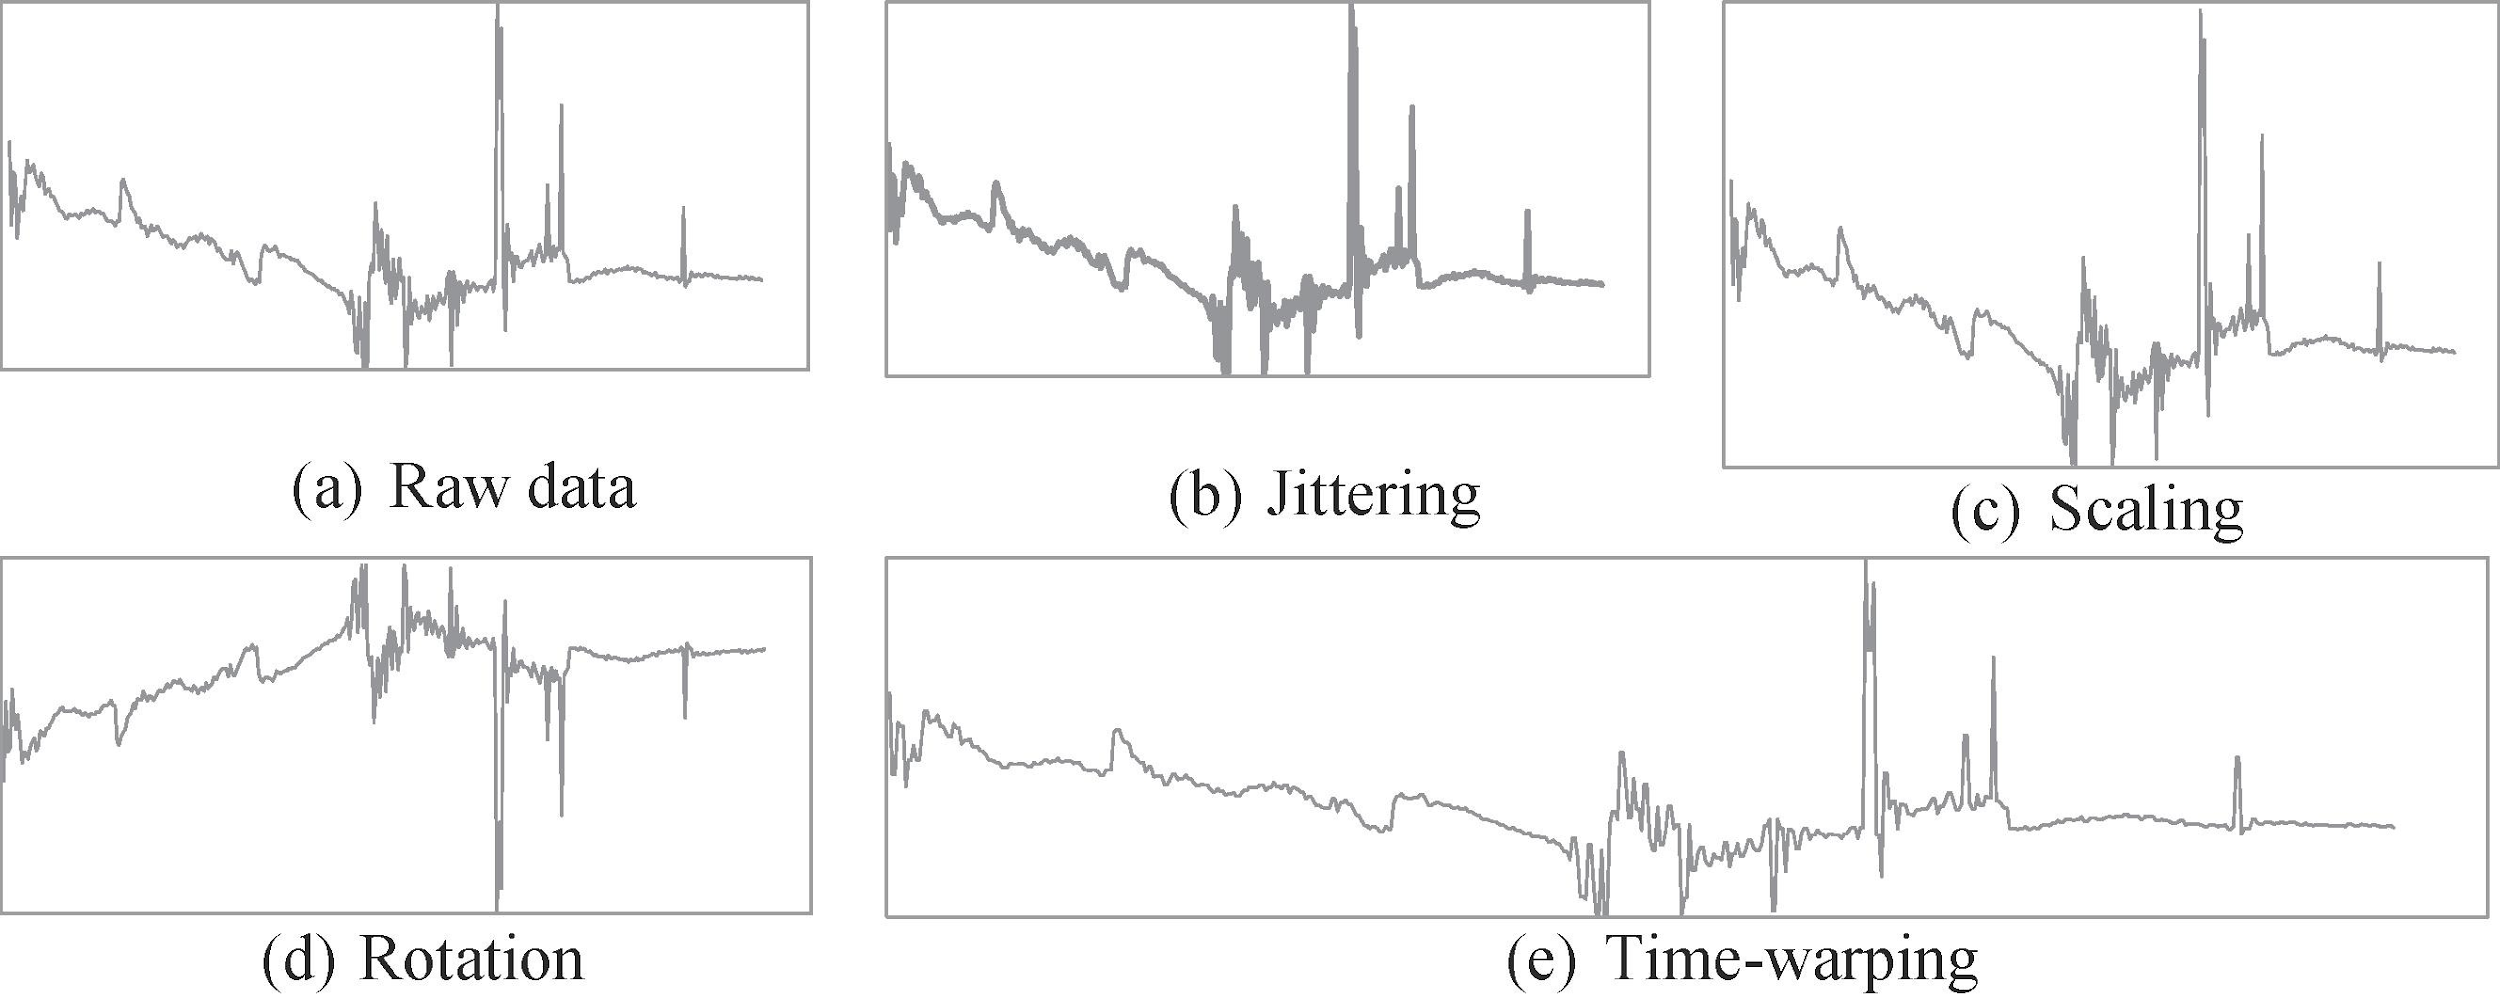 (a) Raw data
(b) Jittering
(c) Scaling
(d) Rotation
(e) Time-warping